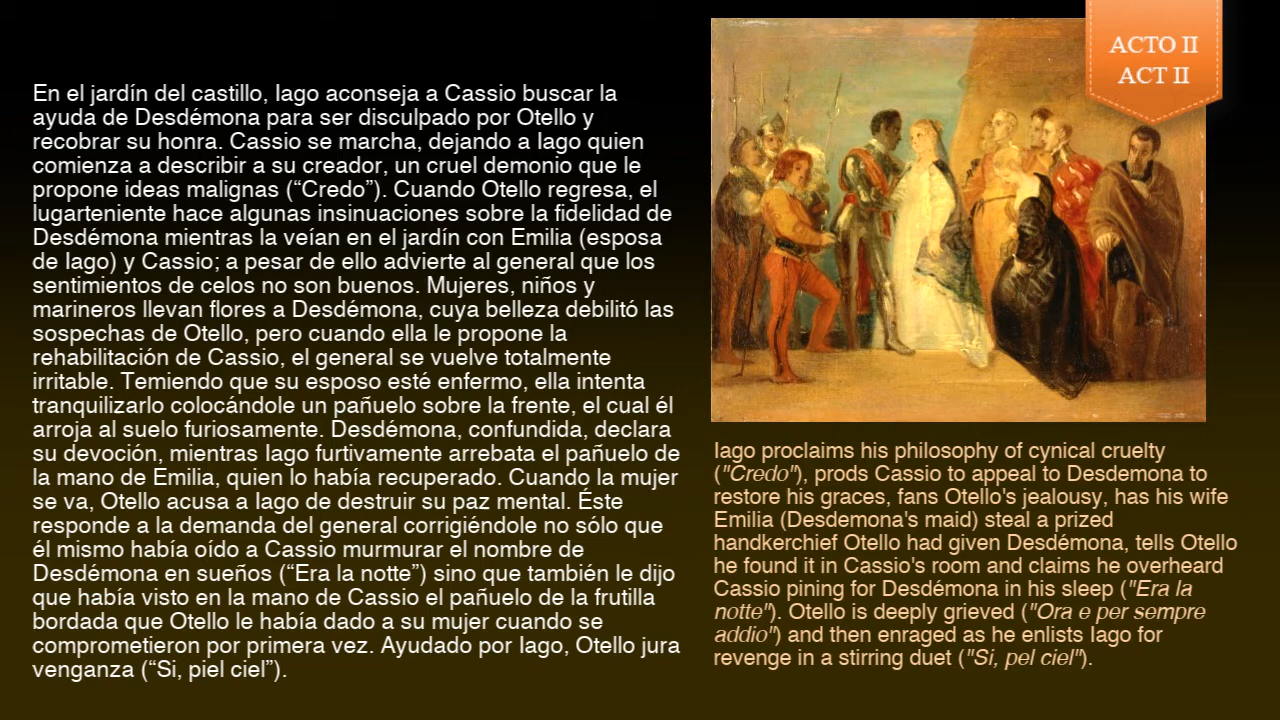 ACTO II
ACT II
En el jardín del castillo, Iago aconseja a Cassio buscar la
ayuda de Desdémona para ser disculpado por Otello y
recobrar su honra. Cassio se marcha, dejando a Iago quien
comienza a describir a su creador, un cruel demonio que le
propone ideas malignas (“Credo”). Cuando Otello regresa, el
lugarteniente hace algunas insinuaciones sobre la fidelidad de
Desdémona mientras la veían en el jardín con Emilia (esposa
de Iago) y Cassio; a pesar de ello advierte al general que los
sentimientos de celos no son buenos. Mujeres, niños y
marineros llevan flores a Desdémona, cuya belleza debilitó las
sospechas de Otello, pero cuando ella le propone la
rehabilitación de Cassio, el general se vuelve totalmente
irritable. Temiendo que su esposo esté enfermo, ella intenta
tranquilizarlo colocándole un pañuelo sobre la frente, el cual él
arroja al suelo furiosamente. Desdémona, confundida, declara
su devoción, mientras Iago furtivamente arrebata el pañuelo de
la mano de Emilia, quien lo había recuperado. Cuando la mujer
se va, Otello acusa a Iago de destruir su paz mental. Éste
responde a la demanda del general corrigiéndole no sólo que
él mismo había oído a Cassio murmurar el nombre de
Desdémona en sueños (“Era la notte”) sino que también le dijo
que había visto en la mano de Cassio el pañuelo de la frutilla
bordada que Otello le había dado a su mujer cuando se
comprometieron por primera vez. Ayudado por Iago, Otello jura
venganza (“Si, piel ciel”).
Iago proclaims his philosophy of cynical cruelty
("Credo"), prods Cassio to appeal to Desdemona to
restore his graces, fans Otello's jealousy, has his wife
Emilia (Desdemona's maid) steal a prized
handkerchief Otello had given Desdémona, tells Otello
he found it in Cassio's room and claims he overheard
Cassio pining for Desdémona in his sleep ("Era la
notte"). Otello is deeply grieved ("Ora e per sempre
addio") and then enraged as he enlists Iago for
revenge in a stirring duet ("Si, pel ciel").